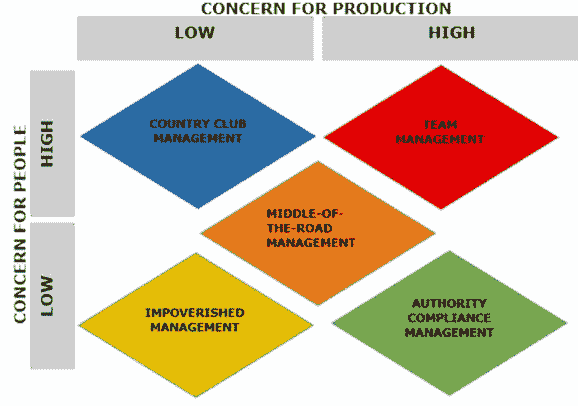 CONCERN FOR PRODUCTION
LOW
HIGH
CONCERN FOR PEOPLE
HIGH
LOW
COUNTRY CLUB
MANAGEMENT
TEAM
MANAGEMENT
MIDDLE-OF-
THE-ROAD
MANAGEMENT
IMPOVERISHED
MANAGEMENT
AUTHORITY
COMPLIANCE
MANAGEMENT